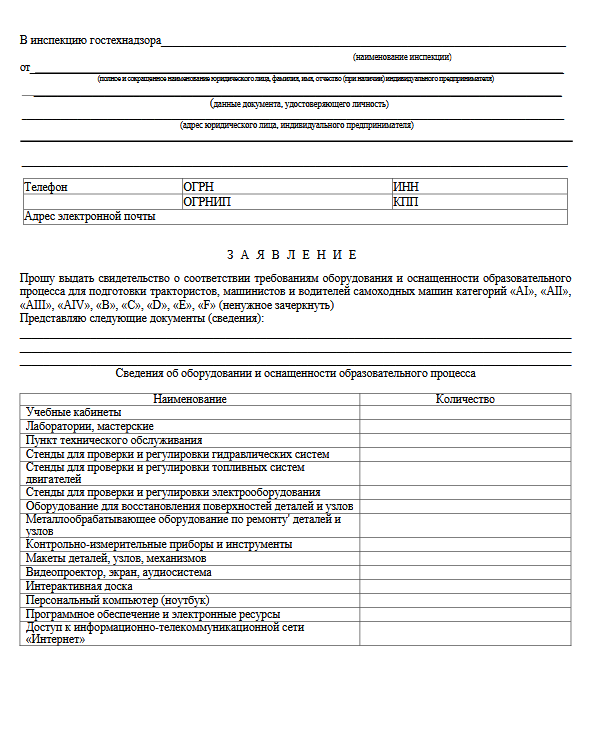 В инспекцию гостехнадзора
(наименование инспекции)
от
(полное и сокращенное наименование юридического лица, фамилия, имя, отчество (при наличии) индивидуального предпринимателя)
(данные документа, удостоверяющего личность)
(адрес юридического лица, индивидуального предпринимателя)
Телефон ОГРН ИНН
ОГРНИП КПП
Адрес электронной почты
З А Я В Л Е Н И Е
Прошу выдать свидетельство о соответствии требованиям оборудования и оснащенности образовательного
процесса для подготовки трактористов, машинистов и водителей самоходных машин категорий «AI», «AII»,
«AIII», «AIV», «B», «C», «D», «E», «F» (ненужное зачеркнуть)
Представляю следующие документы (сведения):
Сведения об оборудовании и оснащенности образовательного процесса
Наименование Количество
Учебные кабинеты
Лаборатории, мастерские
Пункт технического обслуживания
Стенды для проверки и регулировки гидравлических систем
Стенды для проверки и регулировки топливных систем
двигателей
Стенды для проверки и регулировки электрооборудования
Оборудование для восстановления поверхностей деталей и узлов
Металлообрабатывающее оборудование по ремонту' деталей и
узлов
Контрольно-измерительные приборы и инструменты
Макеты деталей, узлов, механизмов
Видеопроектор, экран, аудиосистема
Интерактивная доска
Персональный компьютер (ноутбук)
Программное обеспечение и электронные ресурсы
Доступ к информационно-телекоммуникационной сети
«Интернет»